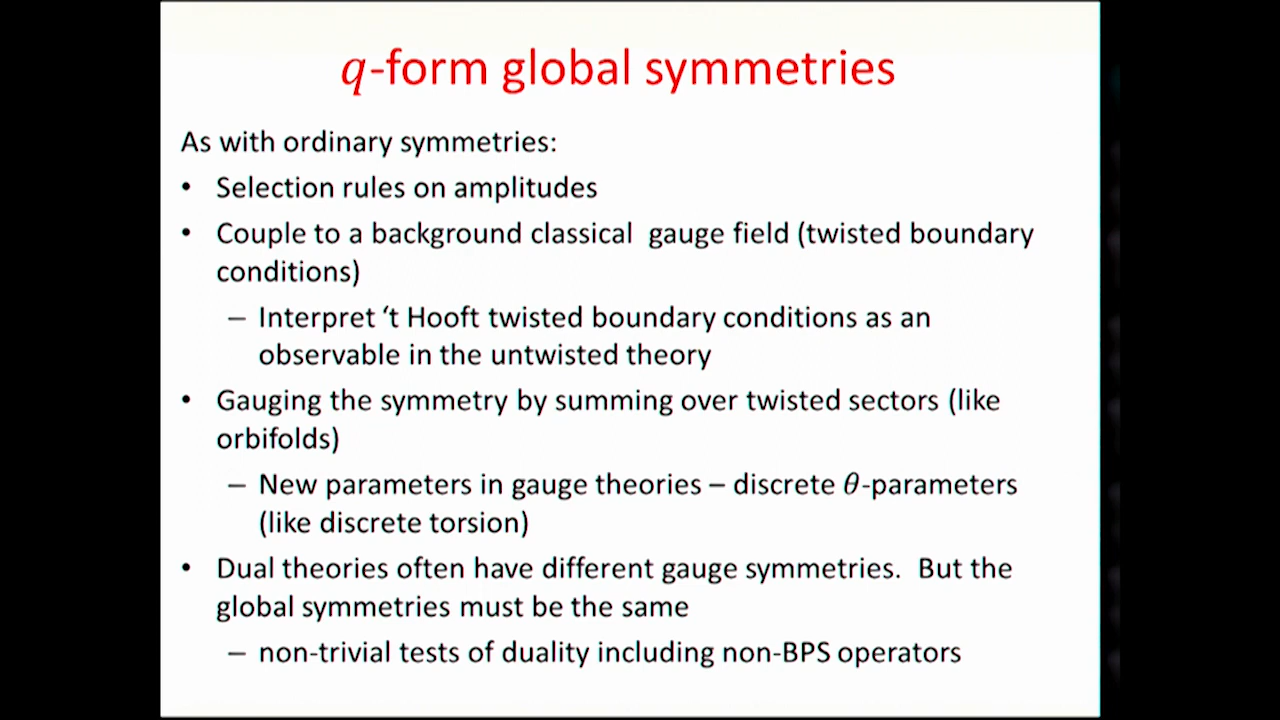 q-form global symmetries
As with ordinary symmetries:
• Selection rules on amplitudes
• Couple to a background classical  gauge field (twisted boundary
conditions)
– Interpret ‘t Hooft twisted boundary conditions as an
observable in the untwisted theory
• Gauging the symmetry by summing over twisted sectors (like
orbifolds)
– New parameters in gauge theories – discrete θ-parameters
(like discrete torsion)
• Dual theories often have different gauge symmetries.  But the
global symmetries must be the same
– non-trivial tests of duality including non-BPS operators